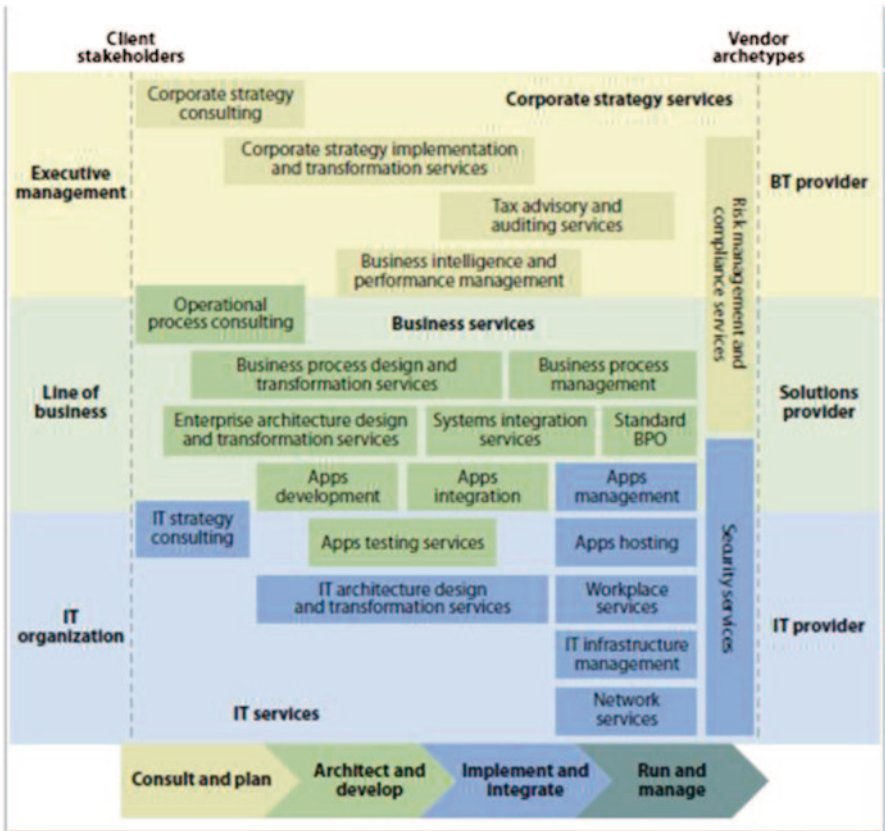 Client
stakeholders
Vendor
archetypes
Corporate strategy
consulting
Corporate strategy services
Corporate strategy implementation
and transformation services
Executive
management
Tax advisory and
auditing services
Risk management and
compliance services
BT provider
Business intelligence and
performance management
Operational
process consulting
Business services
Business process design and
transformation services
Business process
management
Line of
business
Enterprise architecture design
and transformation services
Systems integration
services
Standard
BPO
Solutions
provider
Apps
development
Apps
integration
Apps
management
IT strategy
consulting
Apps testing services
Apps hosting
Security services
IT architecture design
and transformation services
Workplace
services
IT
organization
IT provider
IT infrastructure
management
IT services
Network
services
Consult and plan
Architect and
develop
Implement and
integrate
Run and
manage